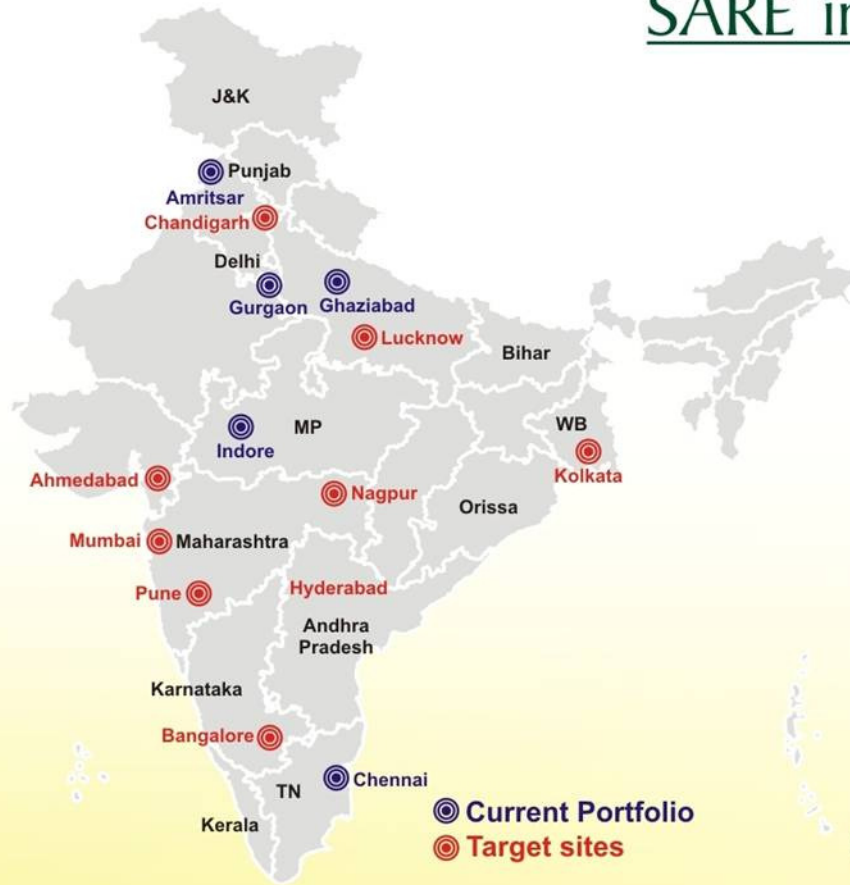 SARE in
J&K
Punjab
Amritsar
Chandigarh
Delhi
Gurgaon
Ghaziabad
Lucknow
Bihar
MP
WB
Indore
Kolkata
Ahmedabad
Nagpur
Orissa
Mumbai
Maharashtra
Pune
Hyderabad
Andhra
Pradesh
Karnataka
Bangalore
Chennai
TN
Kerala
Current Portfolio
Target sites